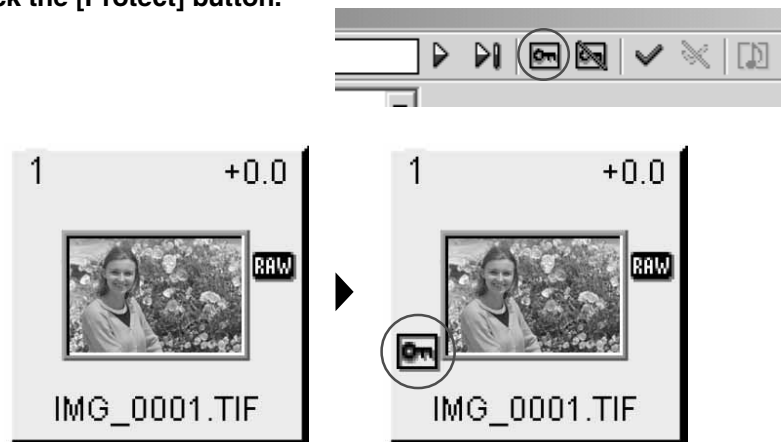 ck the [Protect] button.
1 +0.0
RAW
IMG_0001.TIF
1 +0.0
RAW
IMG_0001.TIF